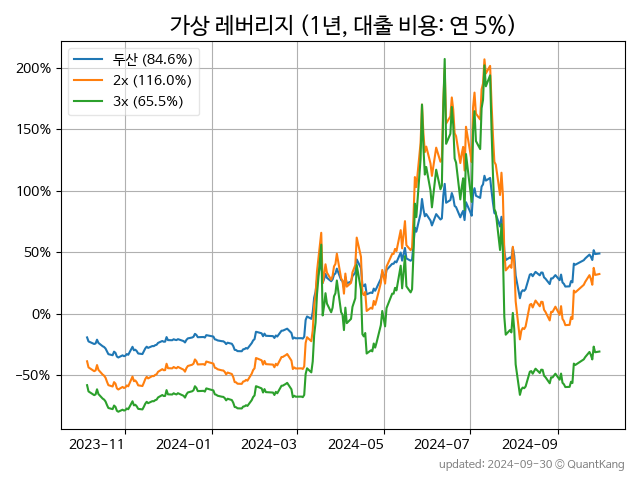 가상 레버리지 (1년, 대출 비용: 연 5%)
두산 (84.6%)
2x (116.0%)
3x (65.5%)
200%
150%
100%
50%
0%
−50%
2023-11
2024-01
2024-03
2024-05
2024-07
2024-09
updated: 2024-09-30 © QuantKang